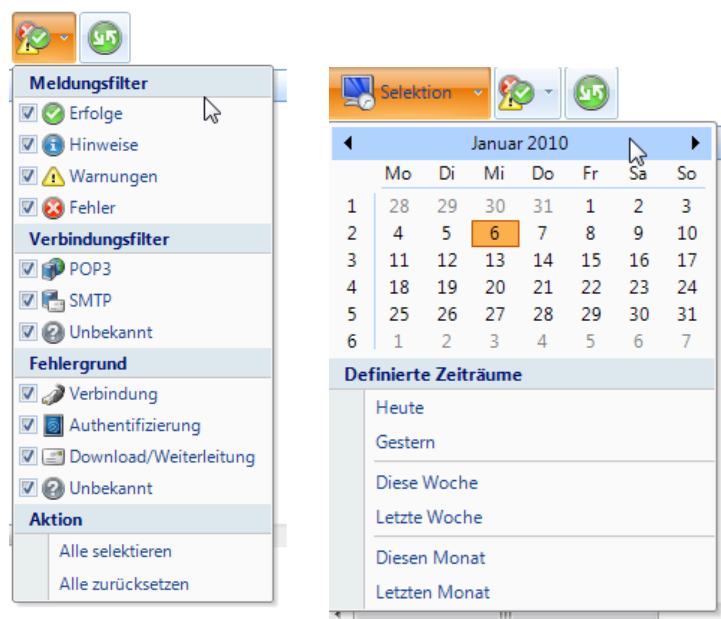 Meldungsfilter
Erfolge
Hinweise
Warnungen
Fehler
Verbindungsfilter
POP3
SMTP
Unbekannt
Fehlergrund
Verbindung
Authentifizierung
Download/Weiterleitung
Unbekannt
Aktion
Alle selektieren
Alle zurücksetzen
Selektion
Januar 2010
Mo Di Mi Do Fr Sa So
1 28 29 30 31 1 2 3
2 4 5 6 7 8 9 10
3 11 12 13 14 15 16 17
4 18 19 20 21 22 23 24
5 25 26 27 28 29 30 31
6 1 2 3 4 5 6 7
Definierte Zeiträume
Heute
Gestern
Diese Woche
Letzte Woche
Diesen Monat
Letzten Monat